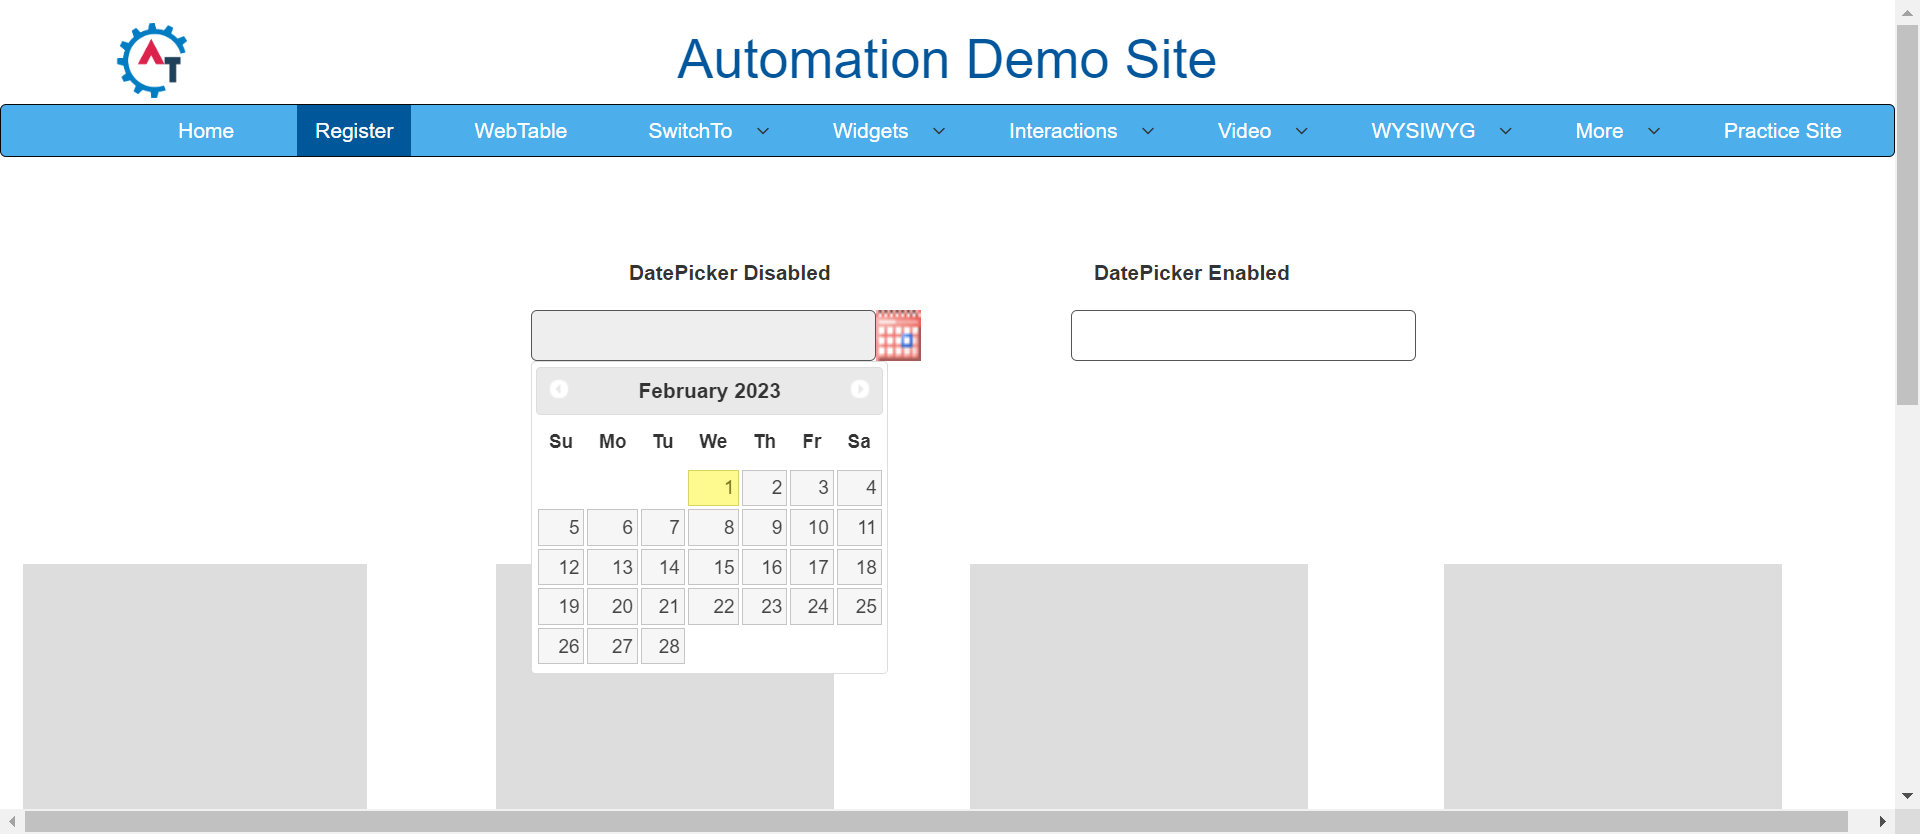 AT
Automation Demo Site
Home Register WebTable SwitchTo Widgets Interactions Video WYSIWYG More Practice Site
DatePicker Disabled DatePicker Enabled
February 2023
Su Mo Tu We Th Fr Sa
1 2 3 4
5 6 7 8 9 10 11
12 13 14 15 16 17 18
19 20 21 22 23 24 25
26 27 28